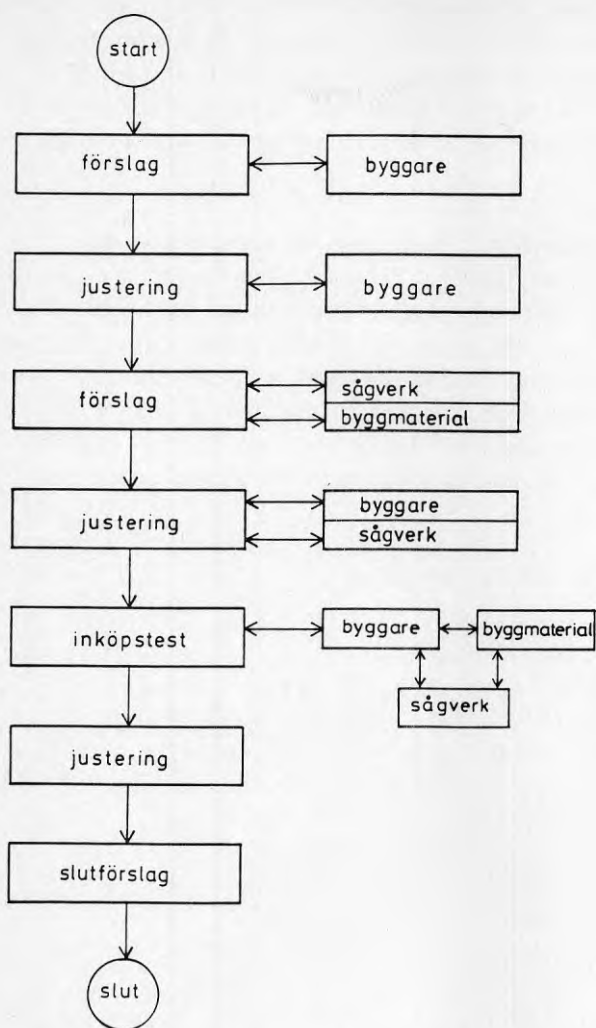 start
förslag
byggare
justering
byggare
förslag
sågverk
byggmaterial
justering
byggare
sågverk
inköpstest
byggare
byggmaterial
sågverk
justering
slutförslag
slut